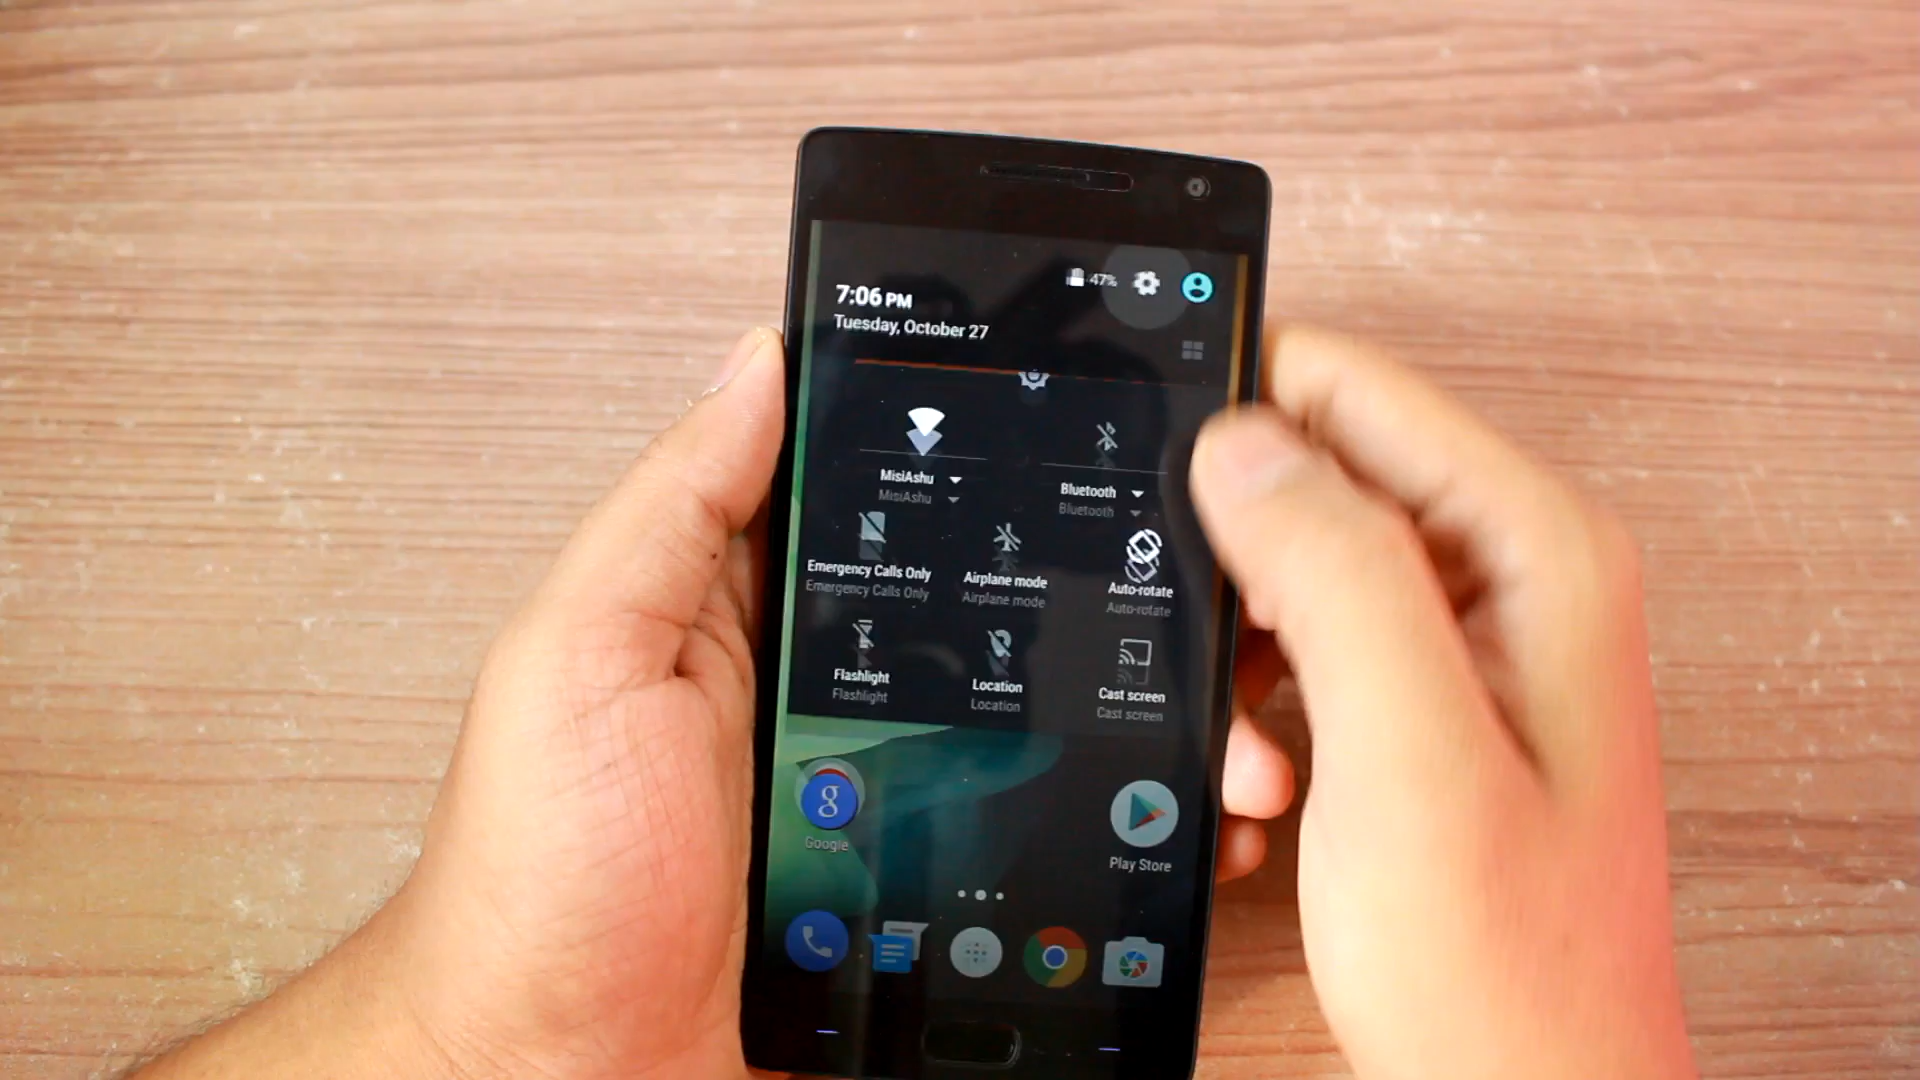 47%
7:06 PM
Tuesday, October 27
MisiAshu
MisiAshu
Bluetooth
Bluetooth
Emergency Calls Only
Emergency Calls Only
Airplane mode
Airplane mode
Auto-rotate
Auto-rotate
Flashlight
Flashlight
Location
Location
Cast screen
Cast screen
g
Google
Play Store